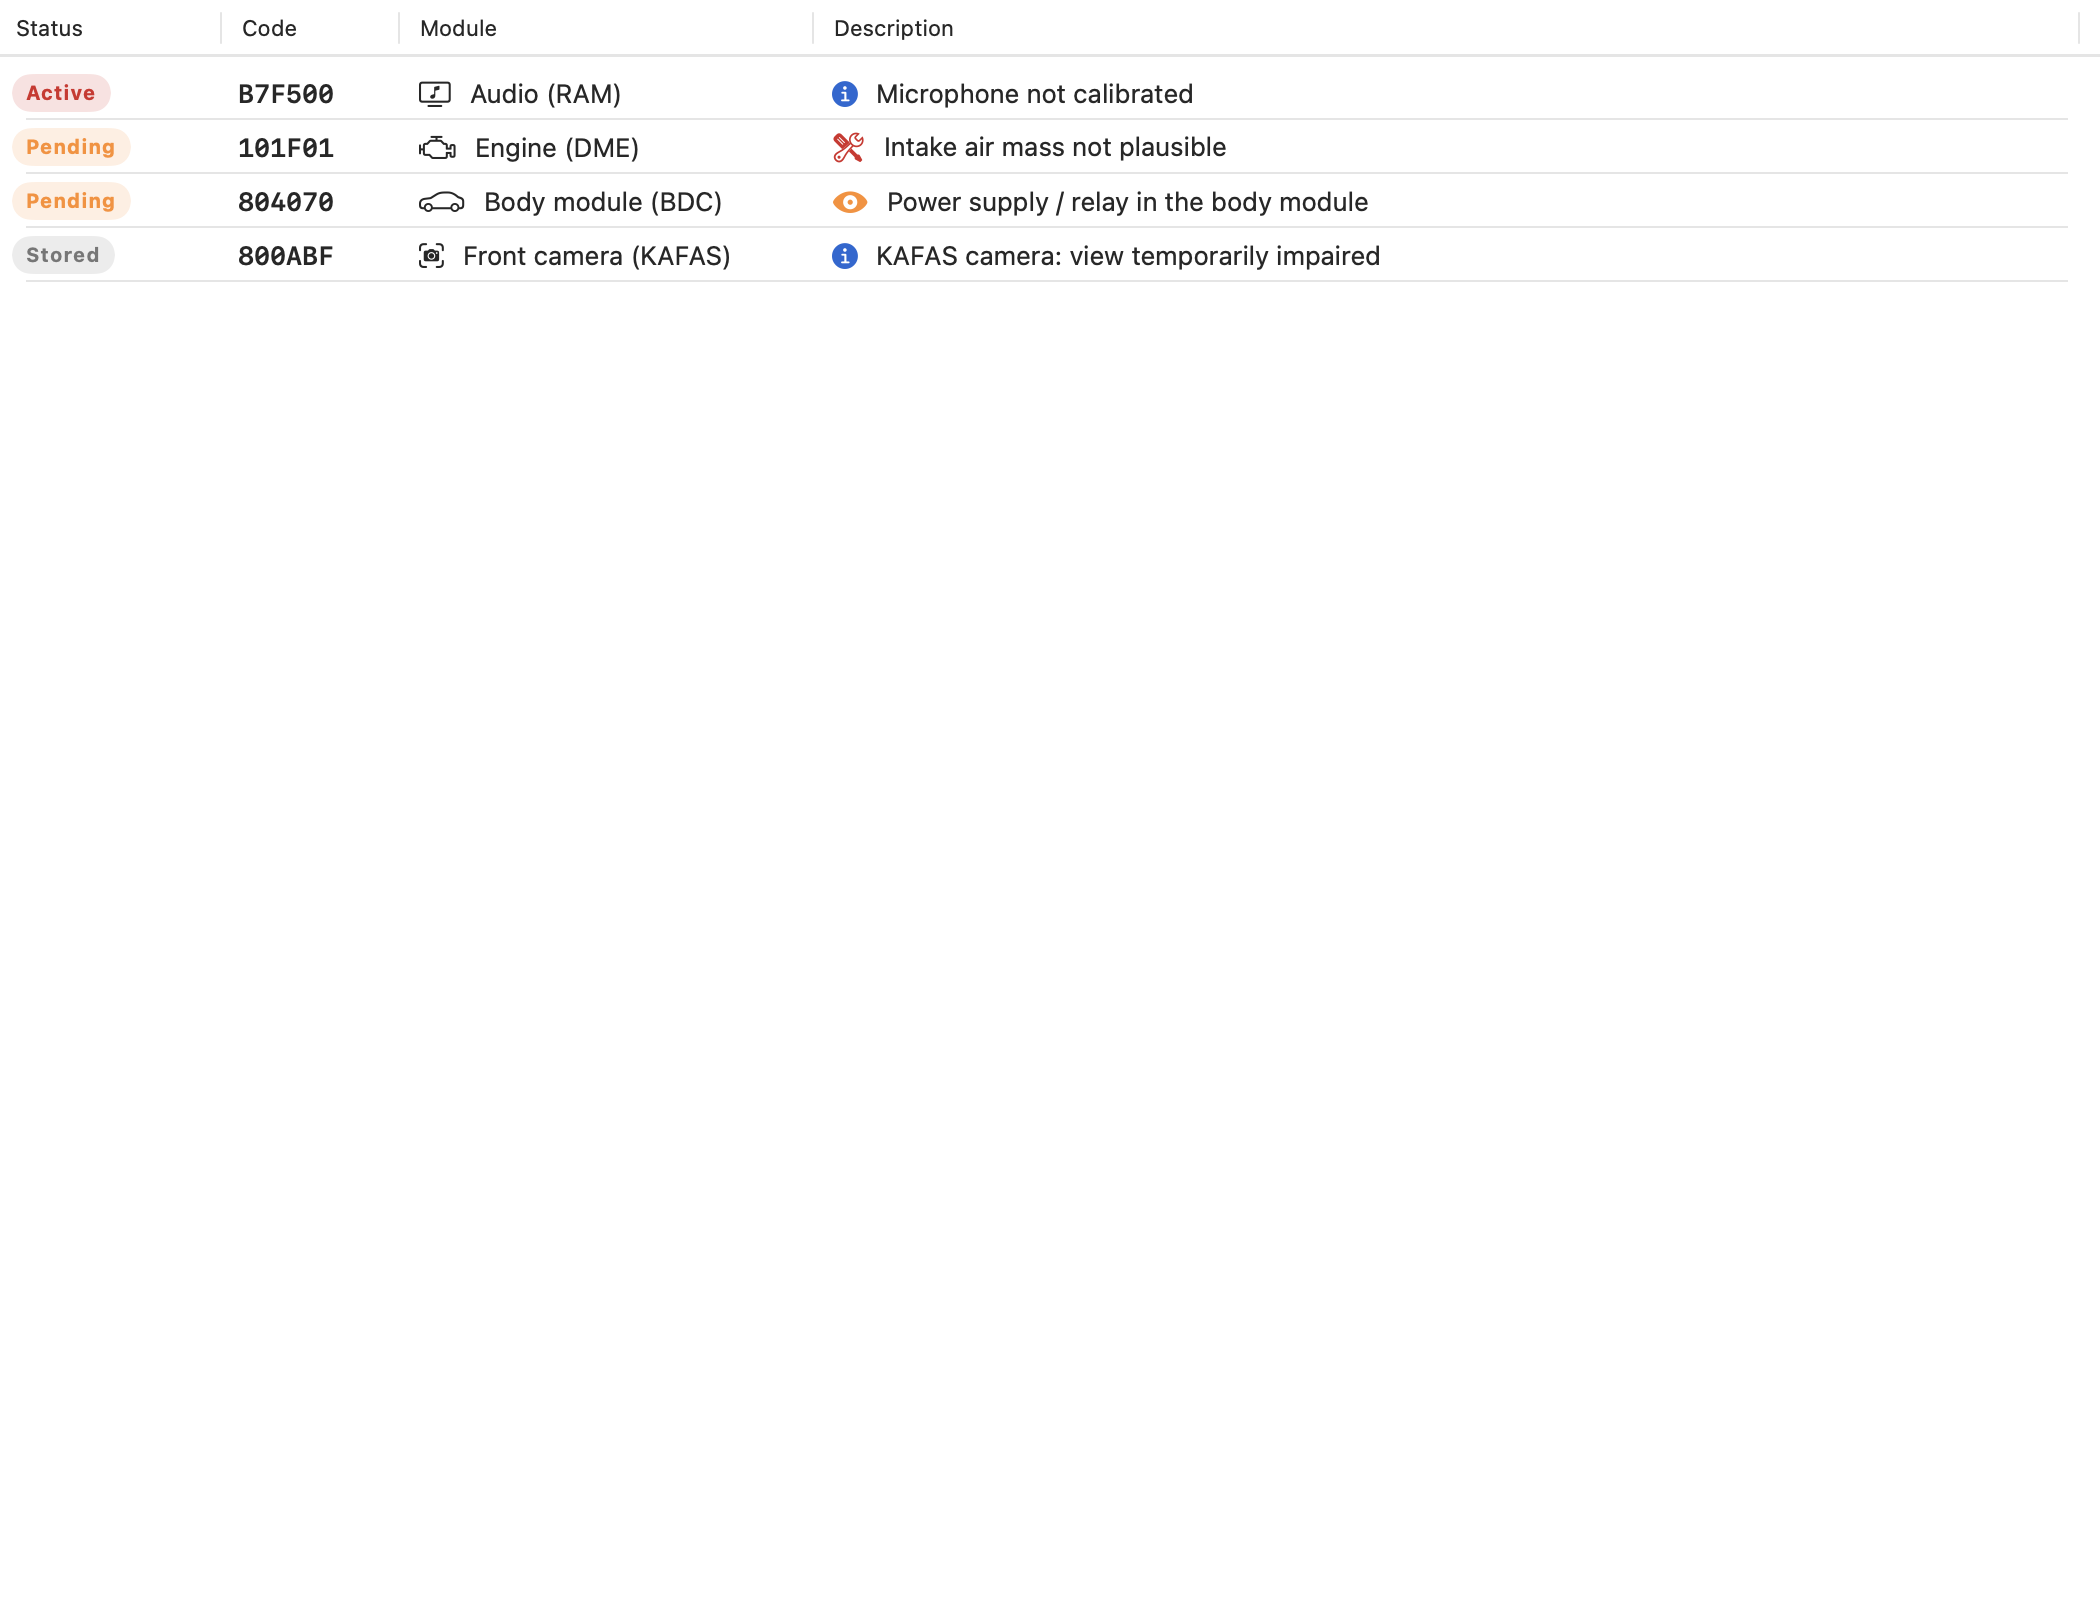 Status Code Module Description
Active B7F500 Audio (RAM) Microphone not calibrated
Pending 101F01 Engine (DME) Intake air mass not plausible
Pending 804070 Body module (BDC) Power supply / relay in the body module
Stored 800ABF Front camera (KAFAS) KAFAS camera: view temporarily impaired